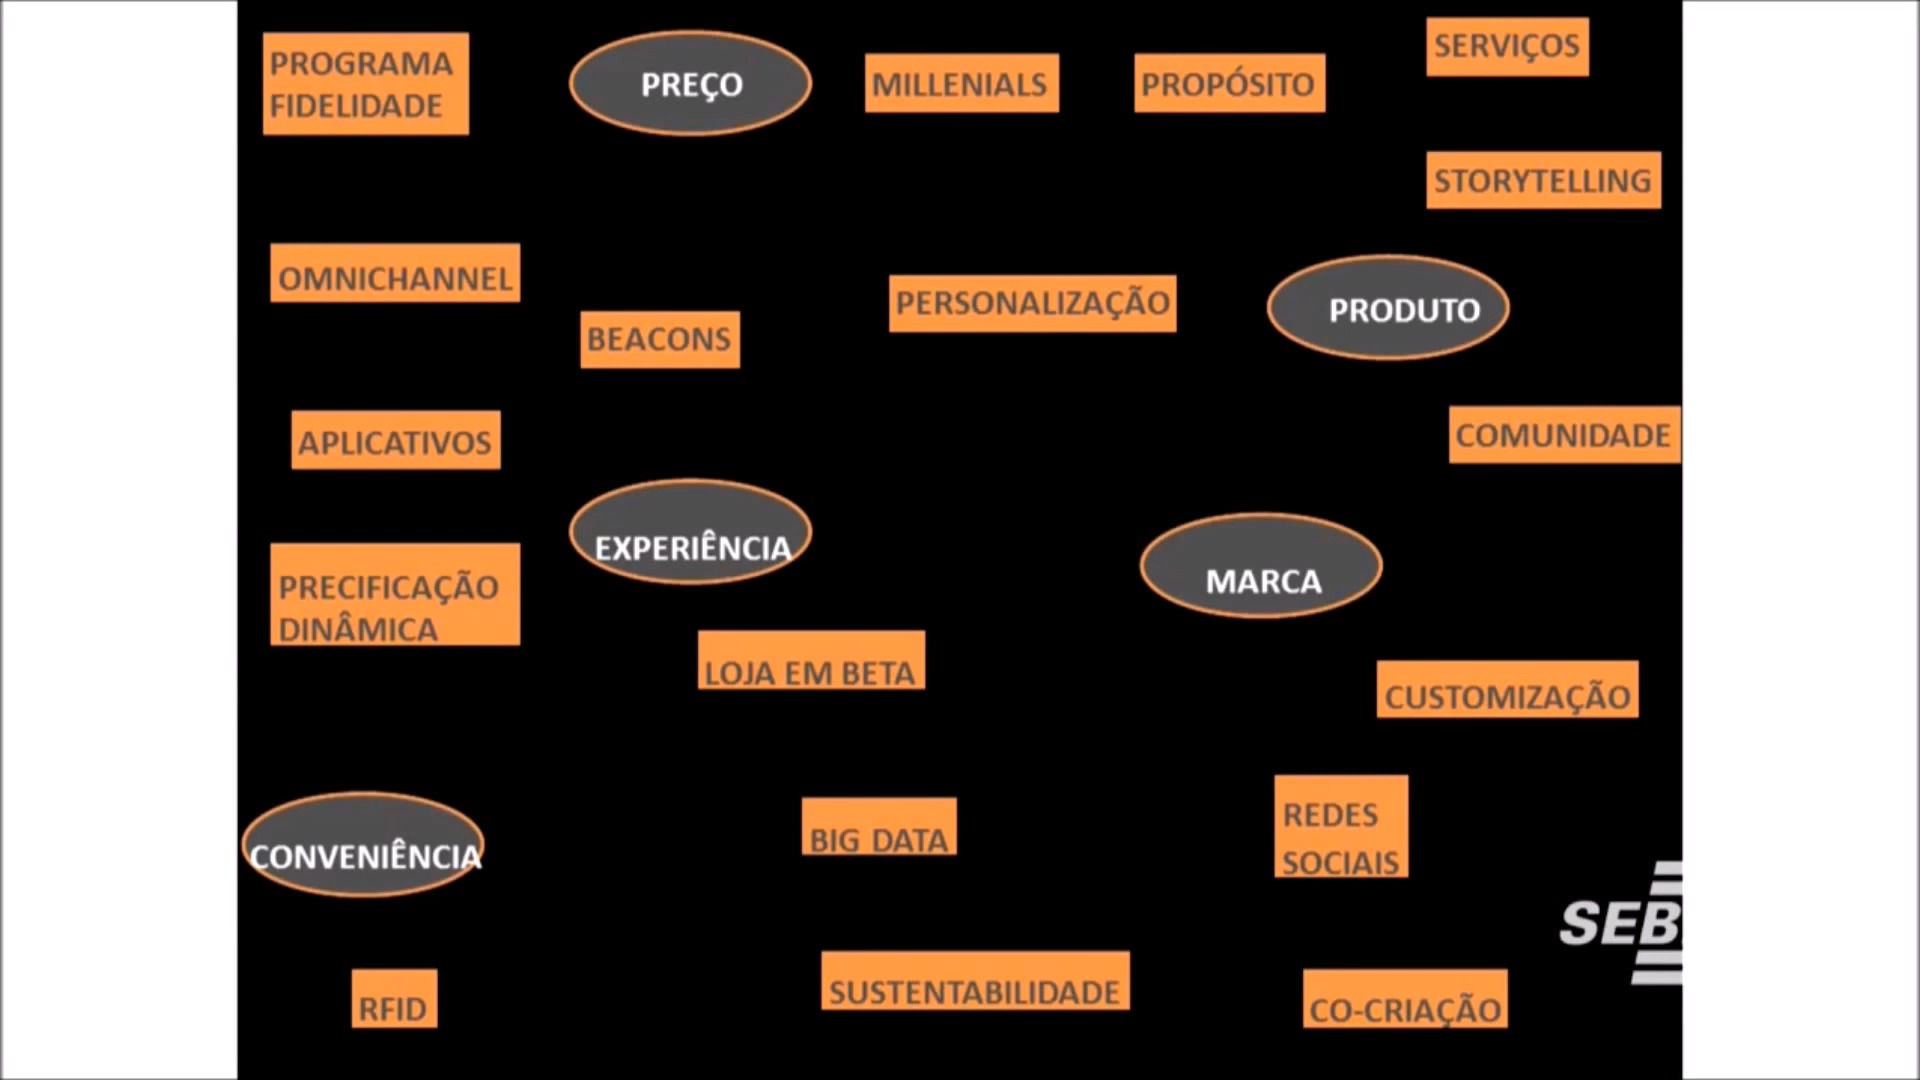 PROGRAMA
FIDELIDADE
PREÇO
MILLENIALS
PROPÓSITO
SERVIÇOS
STORYTELLING
OMNICHANNEL
BEACONS
PERSONALIZAÇÃO
PRODUTO
APLICATIVOS
COMUNIDADE
EXPERIÊNCIA
MARCA
PRECIFICAÇÃO
DINÂMICA
LOJA EM BETA
CUSTOMIZAÇÃO
CONVENIÊNCIA
BIG DATA
REDES
SOCIAIS
SEB
RFID
SUSTENTABILIDADE
CO-CRIAÇÃO